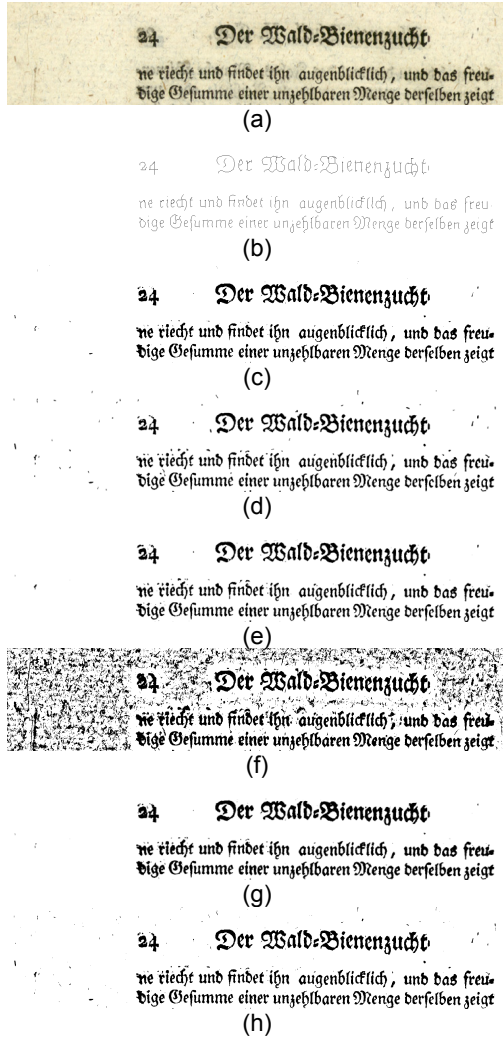 24 Der Wald-Bienenzucht
ne riecht und findet ihn augenblicklich, und das freu-
dige Geſumme einer unzehlbaren Menge derſelben zeigt
(a)
24 Der Wald-Bienenzucht
ne riecht und findet ihn augenblicklich, und das freu-
dige Geſumme einer unzehlbaren Menge derſelben zeigt
(b)
24 Der Wald-Bienenzucht
ne riecht und findet ihn augenblicklich, und das freu-
dige Geſumme einer unzehlbaren Menge derſelben zeigt
(c)
24 Der Wald-Bienenzucht
ne riecht und findet ihn augenblicklich, und das freu-
dige Geſumme einer unzehlbaren Menge derſelben zeigt
(d)
24 Der Wald-Bienenzucht
ne riecht und findet ihn augenblicklich, und das freu-
dige Geſumme einer unzehlbaren Menge derſelben zeigt
(e)
24 Der Wald-Bienenzucht
ne riecht und findet ihn augenblicklich, und das freu-
dige Geſumme einer unzehlbaren Menge derſelben zeigt
(f)
24 Der Wald-Bienenzucht
ne riecht und findet ihn augenblicklich, und das freu-
dige Geſumme einer unzehlbaren Menge derſelben zeigt
(g)
24 Der Wald-Bienenzucht
ne riecht und findet ihn augenblicklich, und das freu-
dige Geſumme einer unzehlbaren Menge derſelben zeigt
(h)